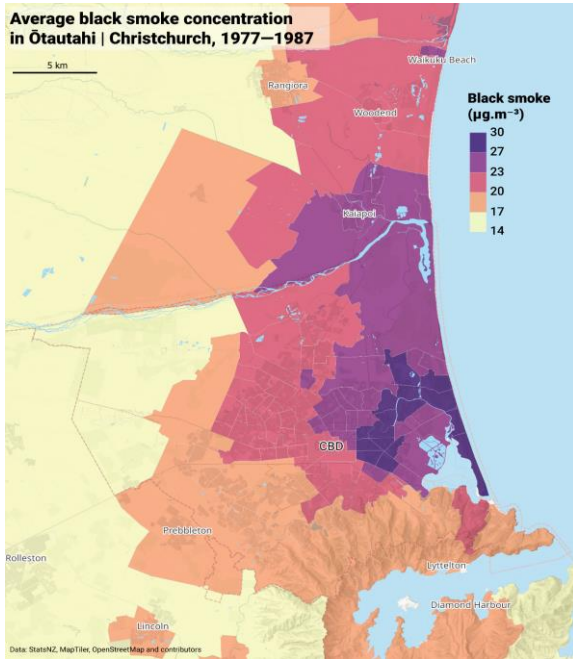 Average black smoke concentration
in Ōtautahi | Christchurch, 1977—1987
5 km
Waikuku Beach
Rangiora
Woodend
Black smoke
(µg.m⁻³)
30
27
23
20
17
14
Kaiapoi
CBD
Prebbleton
Rolleston
Lyttelton
Diamond Harbour
Lincoln
Data: StatsNZ, MapTiler, OpenStreetMap and contributors